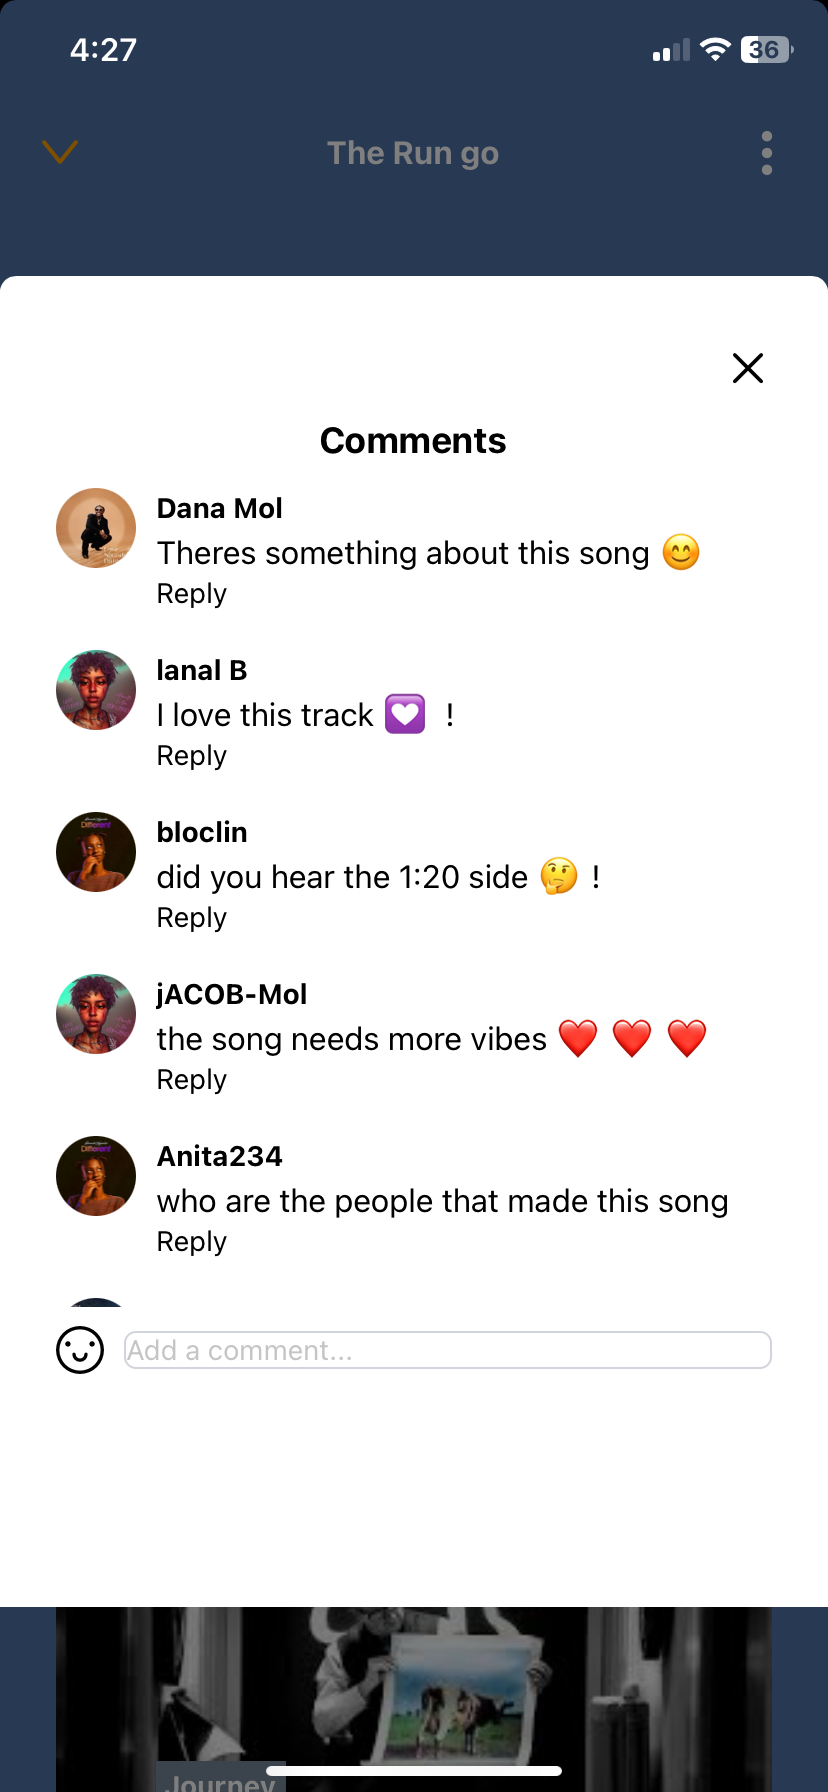 4:27
36
The Run go
Comments
Dana Mol
Theres something about this song 😊
Reply
lanal B
I love this track 💟 !
Reply
bloclin
did you hear the 1:20 side 🤔 !
Reply
jACOB-Mol
the song needs more vibes ❤️ ❤️ ❤️
Reply
Different
Anita234
who are the people that made this song
Reply
Add a comment...
Journey